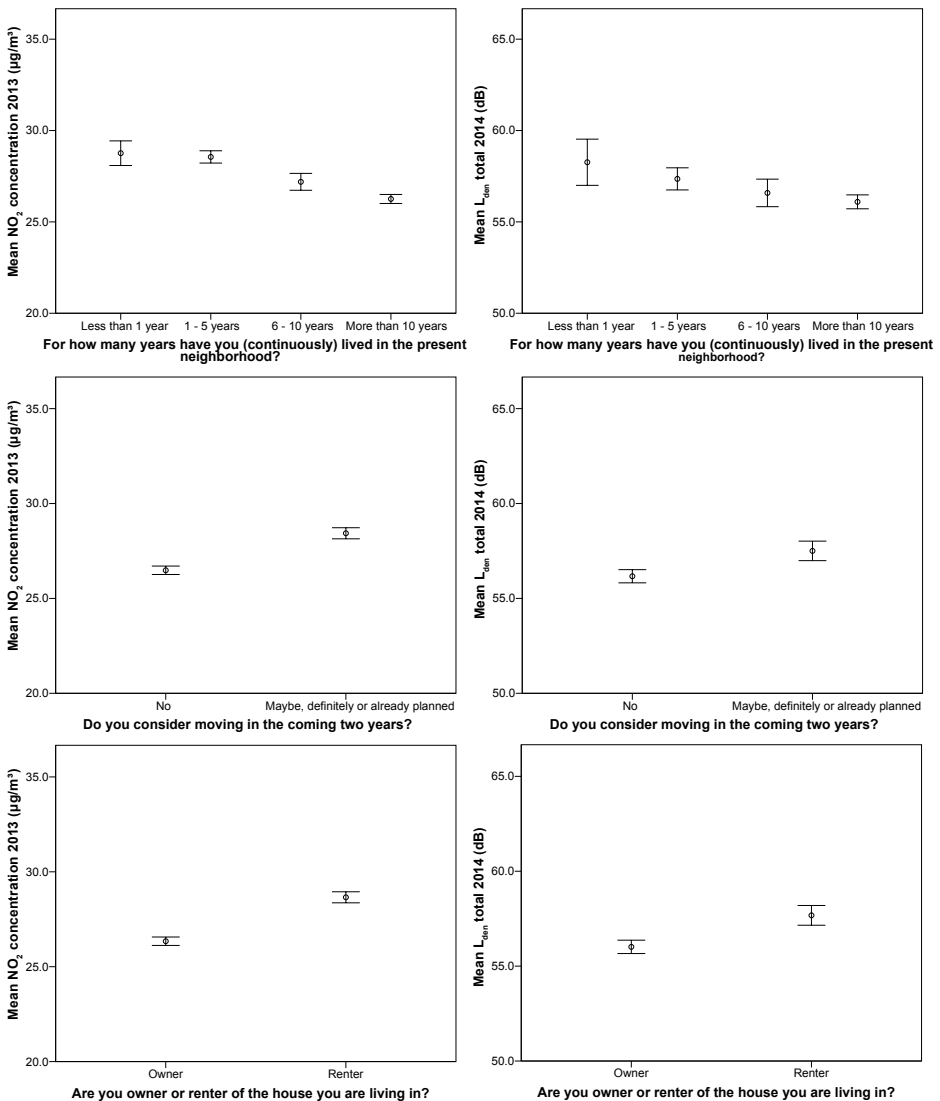 Mean NO₂ concentration 2013 (µg/m³)
35.0
30.0
25.0
20.0
Less than 1 year 1 - 5 years 6 - 10 years More than 10 years
For how many years have you (continuously) lived in the present
neighborhood?
Mean Lden total 2014 (dB)
65.0
60.0
55.0
50.0
Less than 1 year 1 - 5 years 6 - 10 years More than 10 years
For how many years have you (continuously) lived in the present
neighborhood?
Mean NO₂ concentration 2013 (µg/m³)
35.0
30.0
25.0
20.0
No Maybe, definitely or already planned
Do you consider moving in the coming two years?
Mean Lden total 2014 (dB)
65.0
60.0
55.0
50.0
No Maybe, definitely or already planned
Do you consider moving in the coming two years?
Mean NO₂ concentration 2013 (µg/m³)
35.0
30.0
25.0
20.0
Owner Renter
Are you owner or renter of the house you are living in?
Mean Lden total 2014 (dB)
65.0
60.0
55.0
50.0
Owner Renter
Are you owner or renter of the house you are living in?